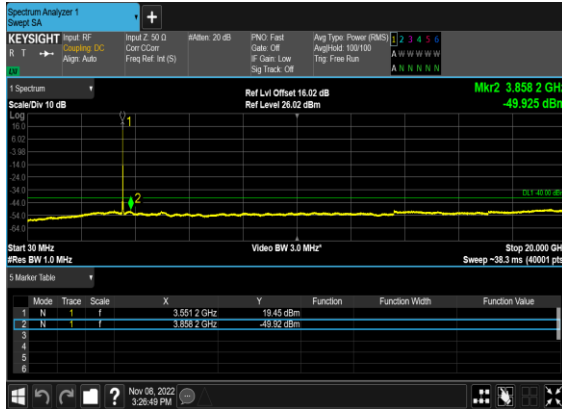 Spectrum Analyzer 1
Swept SA
+
KEYSIGHT
R T
LU
Input: RF
Coupling: DC
Align: Auto
Input Z: 50 Ω
Corr CCorr
Freq Ref: Int (S)
#Atten: 20 dB
PNO: Fast
Gate: Off
IF Gain: Low
Sig Track: Off
Avg Type: Power (RMS)
Avg|Hold: 100/100
Trig: Free Run
1 2 3 4 5 6
A W W W W W
A N N N N N
1 Spectrum
Scale/Div 10 dB
Ref Lvl Offset 16.02 dB
Ref Level 26.02 dBm
Mkr2 3.858 2 GHz
-49.925 dBm
Log
16.0
6.02
-3.98
-14.0
-24.0
-34.0
-44.0
-54.0
-64.0
1
2
DL1 -40.00 dBm
Start 30 MHz
#Res BW 1.0 MHz
Video BW 3.0 MHz*
Stop 20.000 GHz
Sweep ~38.3 ms (40001 pts)
5 Marker Table
Mode Trace Scale X Y Function Function Width Function Value
1 N 1 f 3.551 2 GHz 19.45 dBm
2 N 1 f 3.858 2 GHz -49.92 dBm
3
4
5
6
?
Nov 08, 2022
3:26:49 PM